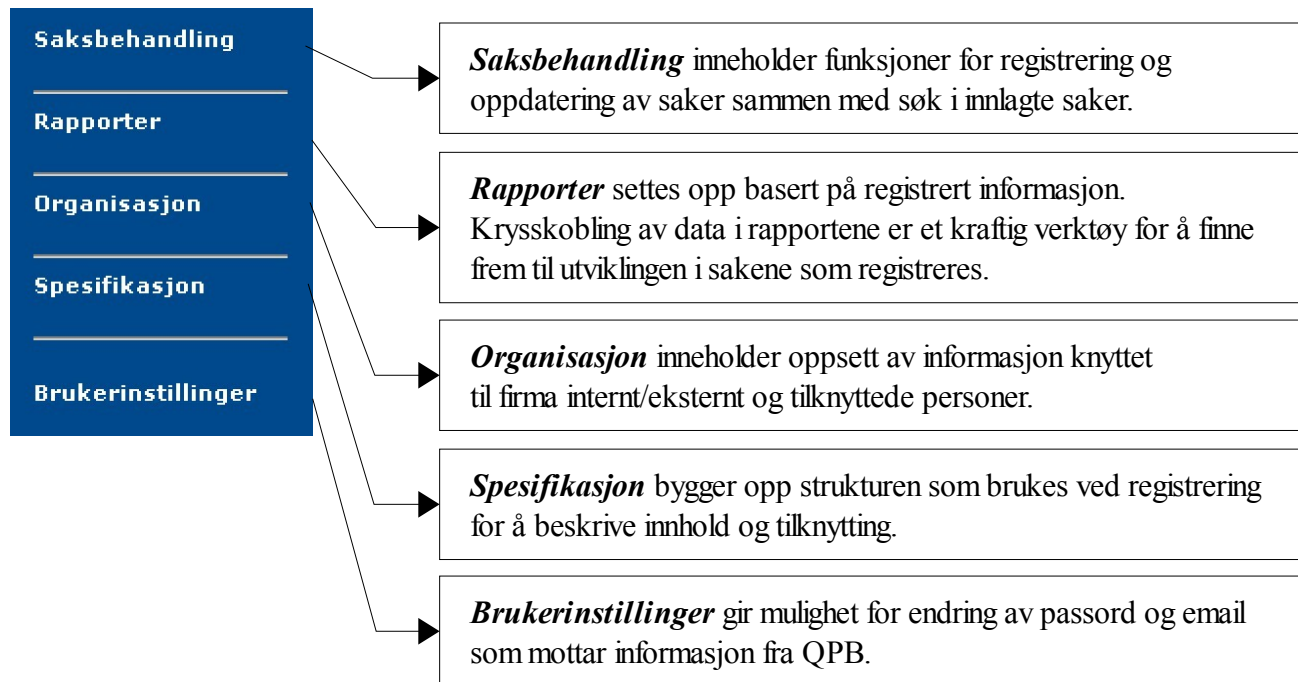 Saksbehandling
Rapporter
Organisasjon
Spesifikasjon
Brukerinstillinger
Saksbehandling inneholder funksjoner for registrering og
oppdatering av saker sammen med søk i innlagte saker.
Rapporter settes opp basert på registrert informasjon.
Krysskobling av data i rapportene er et kraftig verktøy for å finne
frem til utviklingen i sakene som registreres.
Organisasjon inneholder oppsett av informasjon knyttet
til firma internt/eksternt og tilknyttede personer.
Spesifikasjon bygger opp strukturen som brukes ved registrering
for å beskrive innhold og tilknytting.
Brukerinstillinger gir mulighet for endring av passord og email
som mottar informasjon fra QPB.